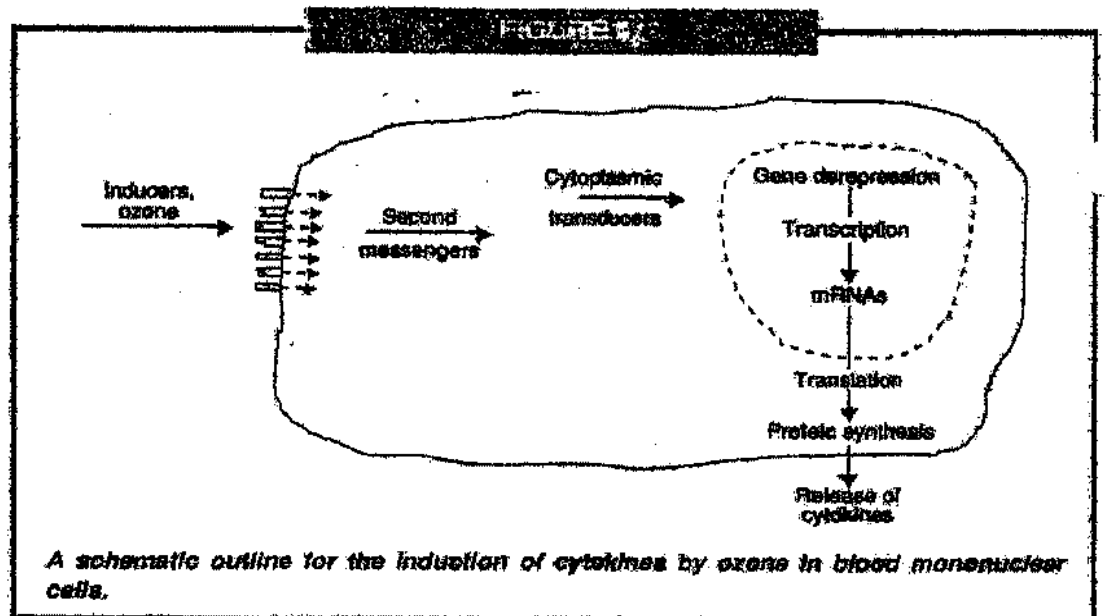 FIGURE
Inducers,
ozone
Second
messengers
Cytoplasmic
transducers
Gene derepression
Transcription
mRNAs
Translation
Proteic synthesis
Release of
cytokines
A schematic outline for the induction of cytokines by ozone in blood mononuclear
cells.